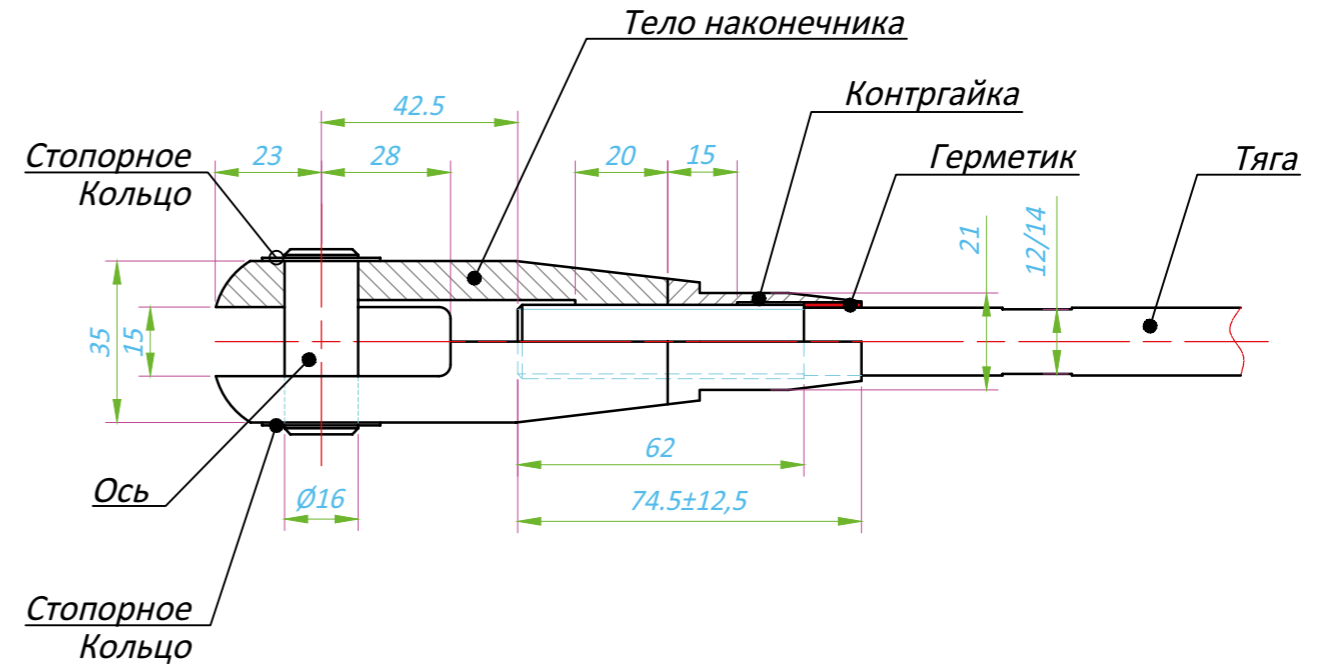 Тело наконечника
42.5
Контргайка
Стопорное
Кольцо
23
28
20
15
Герметик
Тяга
21
12/14
35
15
62
Ось
Ø16
74.5±12,5
Стопорное
Кольцо